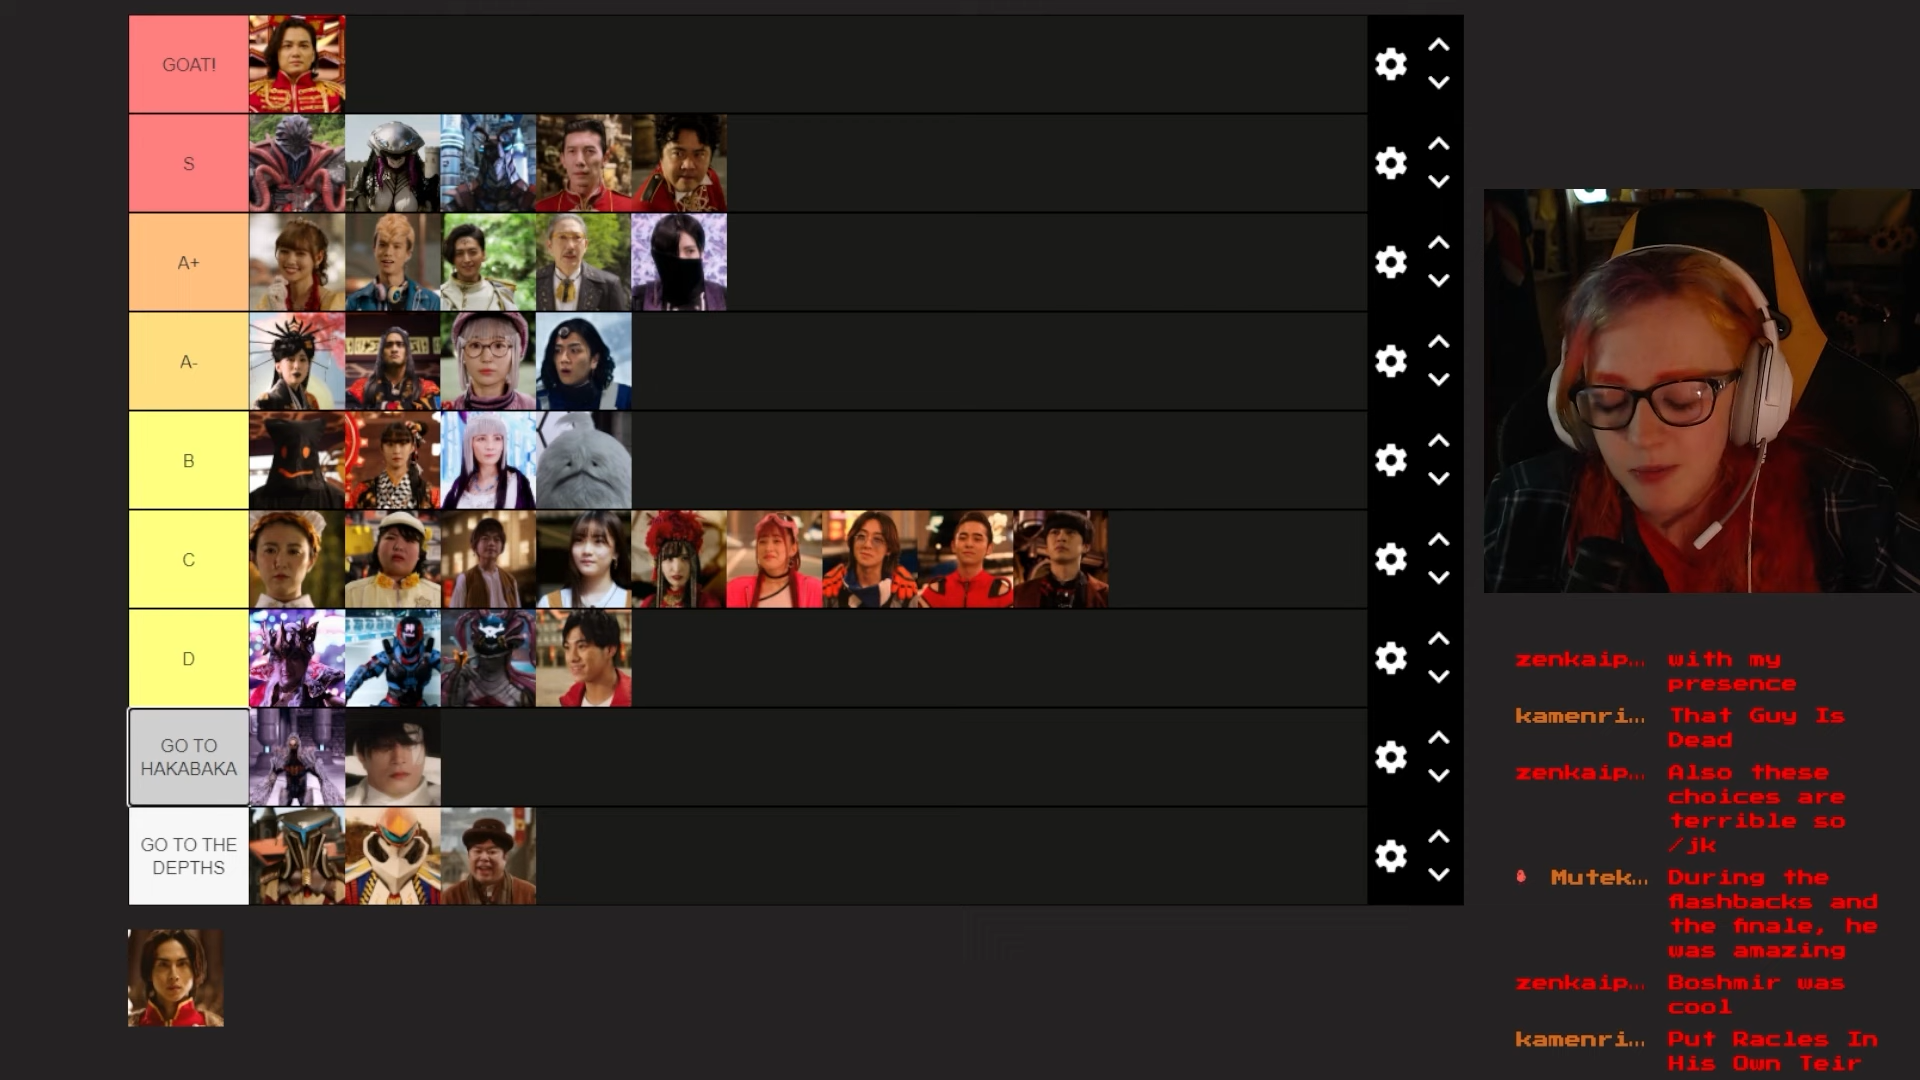 GOAT!
S
A+
A-
B
C
D
GO TO
HAKABAKA
GO TO THE
DEPTHS
zenkaip... with my
presence
kamenri... That Guy Is
Dead
zenkaip... Also these
choices are
terrible so
/jk
Mutek... During the
flashbacks and
the finale, he
was amazing
zenkaip... Boshmir was
cool
kamenri... Put Racles In
His Own Teir